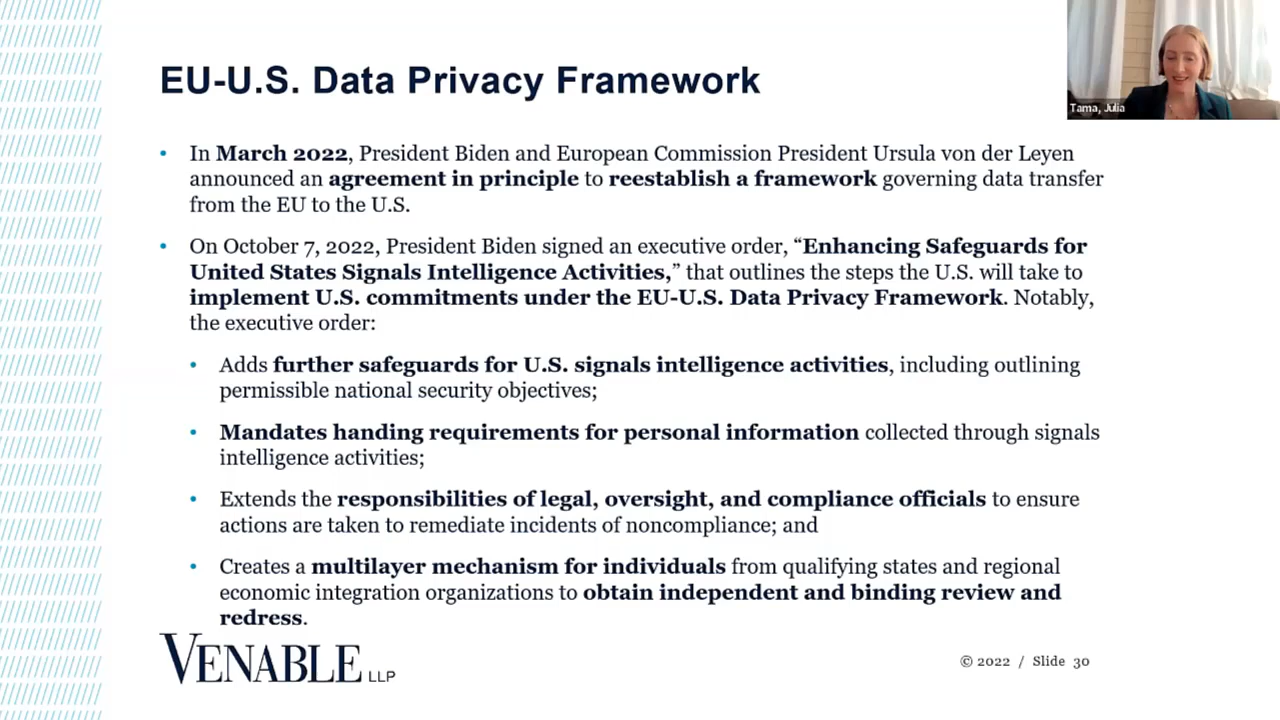 EU-U.S. Data Privacy Framework
Tama, Julia
• In March 2022, President Biden and European Commission President Ursula von der Leyen
announced an agreement in principle to reestablish a framework governing data transfer
from the EU to the U.S.
• On October 7, 2022, President Biden signed an executive order, “Enhancing Safeguards for
United States Signals Intelligence Activities,” that outlines the steps the U.S. will take to
implement U.S. commitments under the EU-U.S. Data Privacy Framework. Notably,
the executive order:
• Adds further safeguards for U.S. signals intelligence activities, including outlining
permissible national security objectives;
• Mandates handing requirements for personal information collected through signals
intelligence activities;
• Extends the responsibilities of legal, oversight, and compliance officials to ensure
actions are taken to remediate incidents of noncompliance; and
• Creates a multilayer mechanism for individuals from qualifying states and regional
economic integration organizations to obtain independent and binding review and
redress.
VENABLE LLP
© 2022 / Slide 30